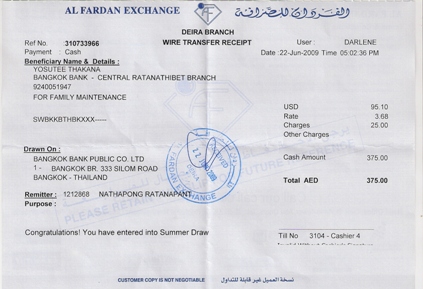 AL FARDAN EXCHANGE
الفردان للصرافة
DEIRA BRANCH
Ref No. 310733966 WIRE TRANSFER RECEIPT User : DARLENE
Payment : Cash Date :22-Jun-2009 Time 05:02:36 PM
Beneficiary Name & Details :
YOSUTEE THAKANA
BANGKOK BANK - CENTRAL RATANATHIBET BRANCH
9240051947
FOR FAMILY MAINTENANCE
USD 95.10
SWBKKBTHBKXXX-----
Rate 3.68
Charges 25.00
Other Charges
Drawn On :
BANGKOK BANK PUBLIC CO. LTD Cash Amount 375.00
1 - BANGKOK BR. 333 SILOM ROAD
BANGKOK - THAILAND Total AED 375.00
Remitter : 1212868 NATHAPONG RATANAPANT
Purpose :
PLEASE RETAIN
FUTURE
FARDAN EXCHANGE
Congratulations! You have entered into Summer Draw
Till No 3104 - Cashier 4
CUSTOMER COPY IS NOT NEGOTIABLE نسخة العميل غير قابلة للتداول